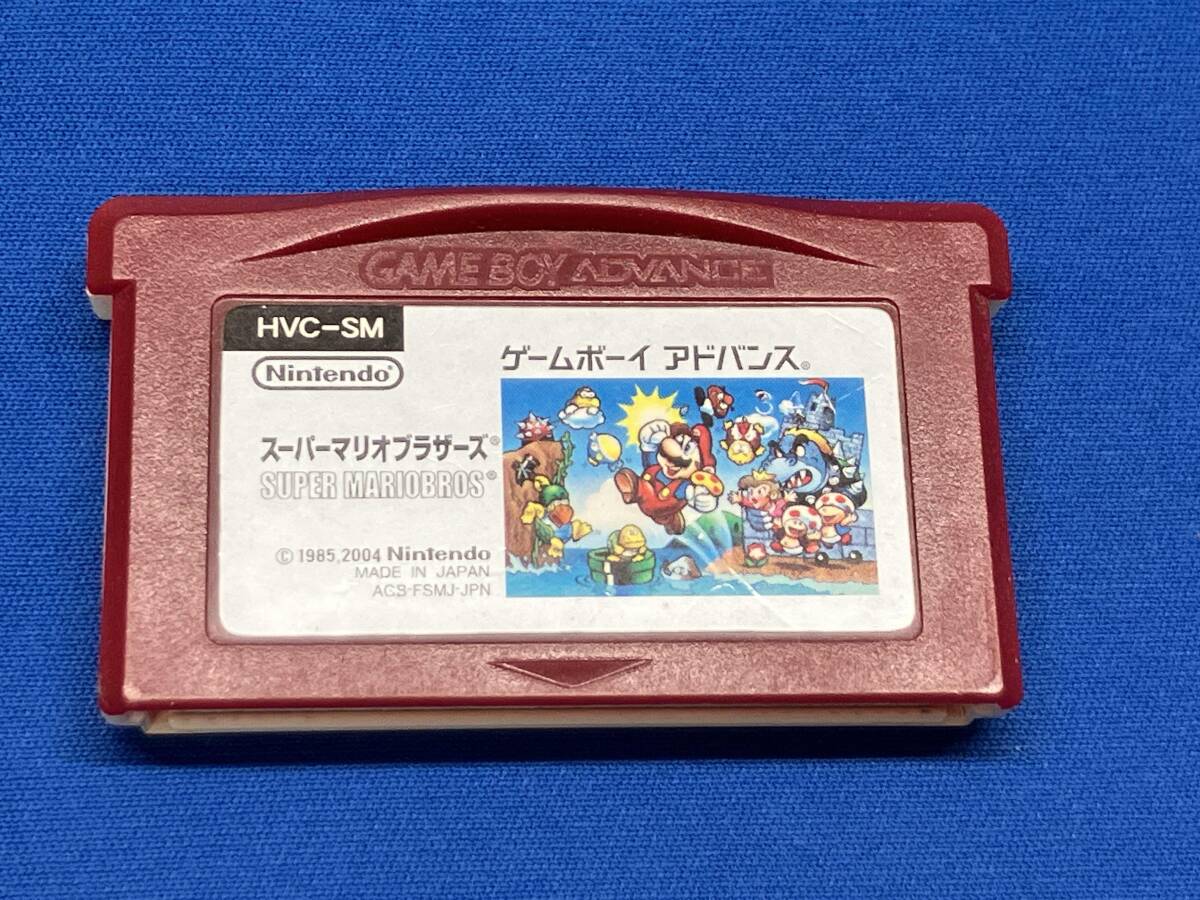 GAME BOY ADVANCE
HVC-SM
Nintendo®
ゲームボーイ アドバンス®
スーパーマリオブラザーズ®
SUPER MARIOBROS®
©1985,2004 Nintendo
MADE IN JAPAN
ACS-FSMJ-JPN